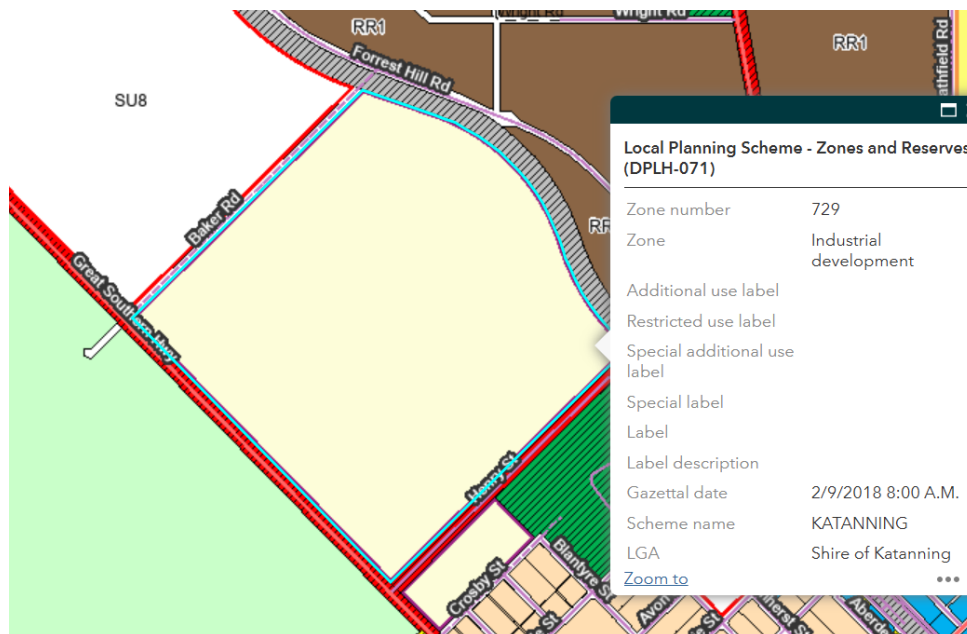 RR1
Wright Rd
Wright Rd
RR1
Forrest Hill Rd
SU8
Baker Rd
Great Southern Hwy
Henry St
Crosby St
Blantyre St
Local Planning Scheme - Zones and Reserves
(DPLH-071)
Zone number 729
Zone Industrial
development
Additional use label
Restricted use label
Special additional use
label
Special label
Label
Label description
Gazettal date 2/9/2018 8:00 A.M.
Scheme name KATANNING
LGA Shire of Katanning
Zoom to